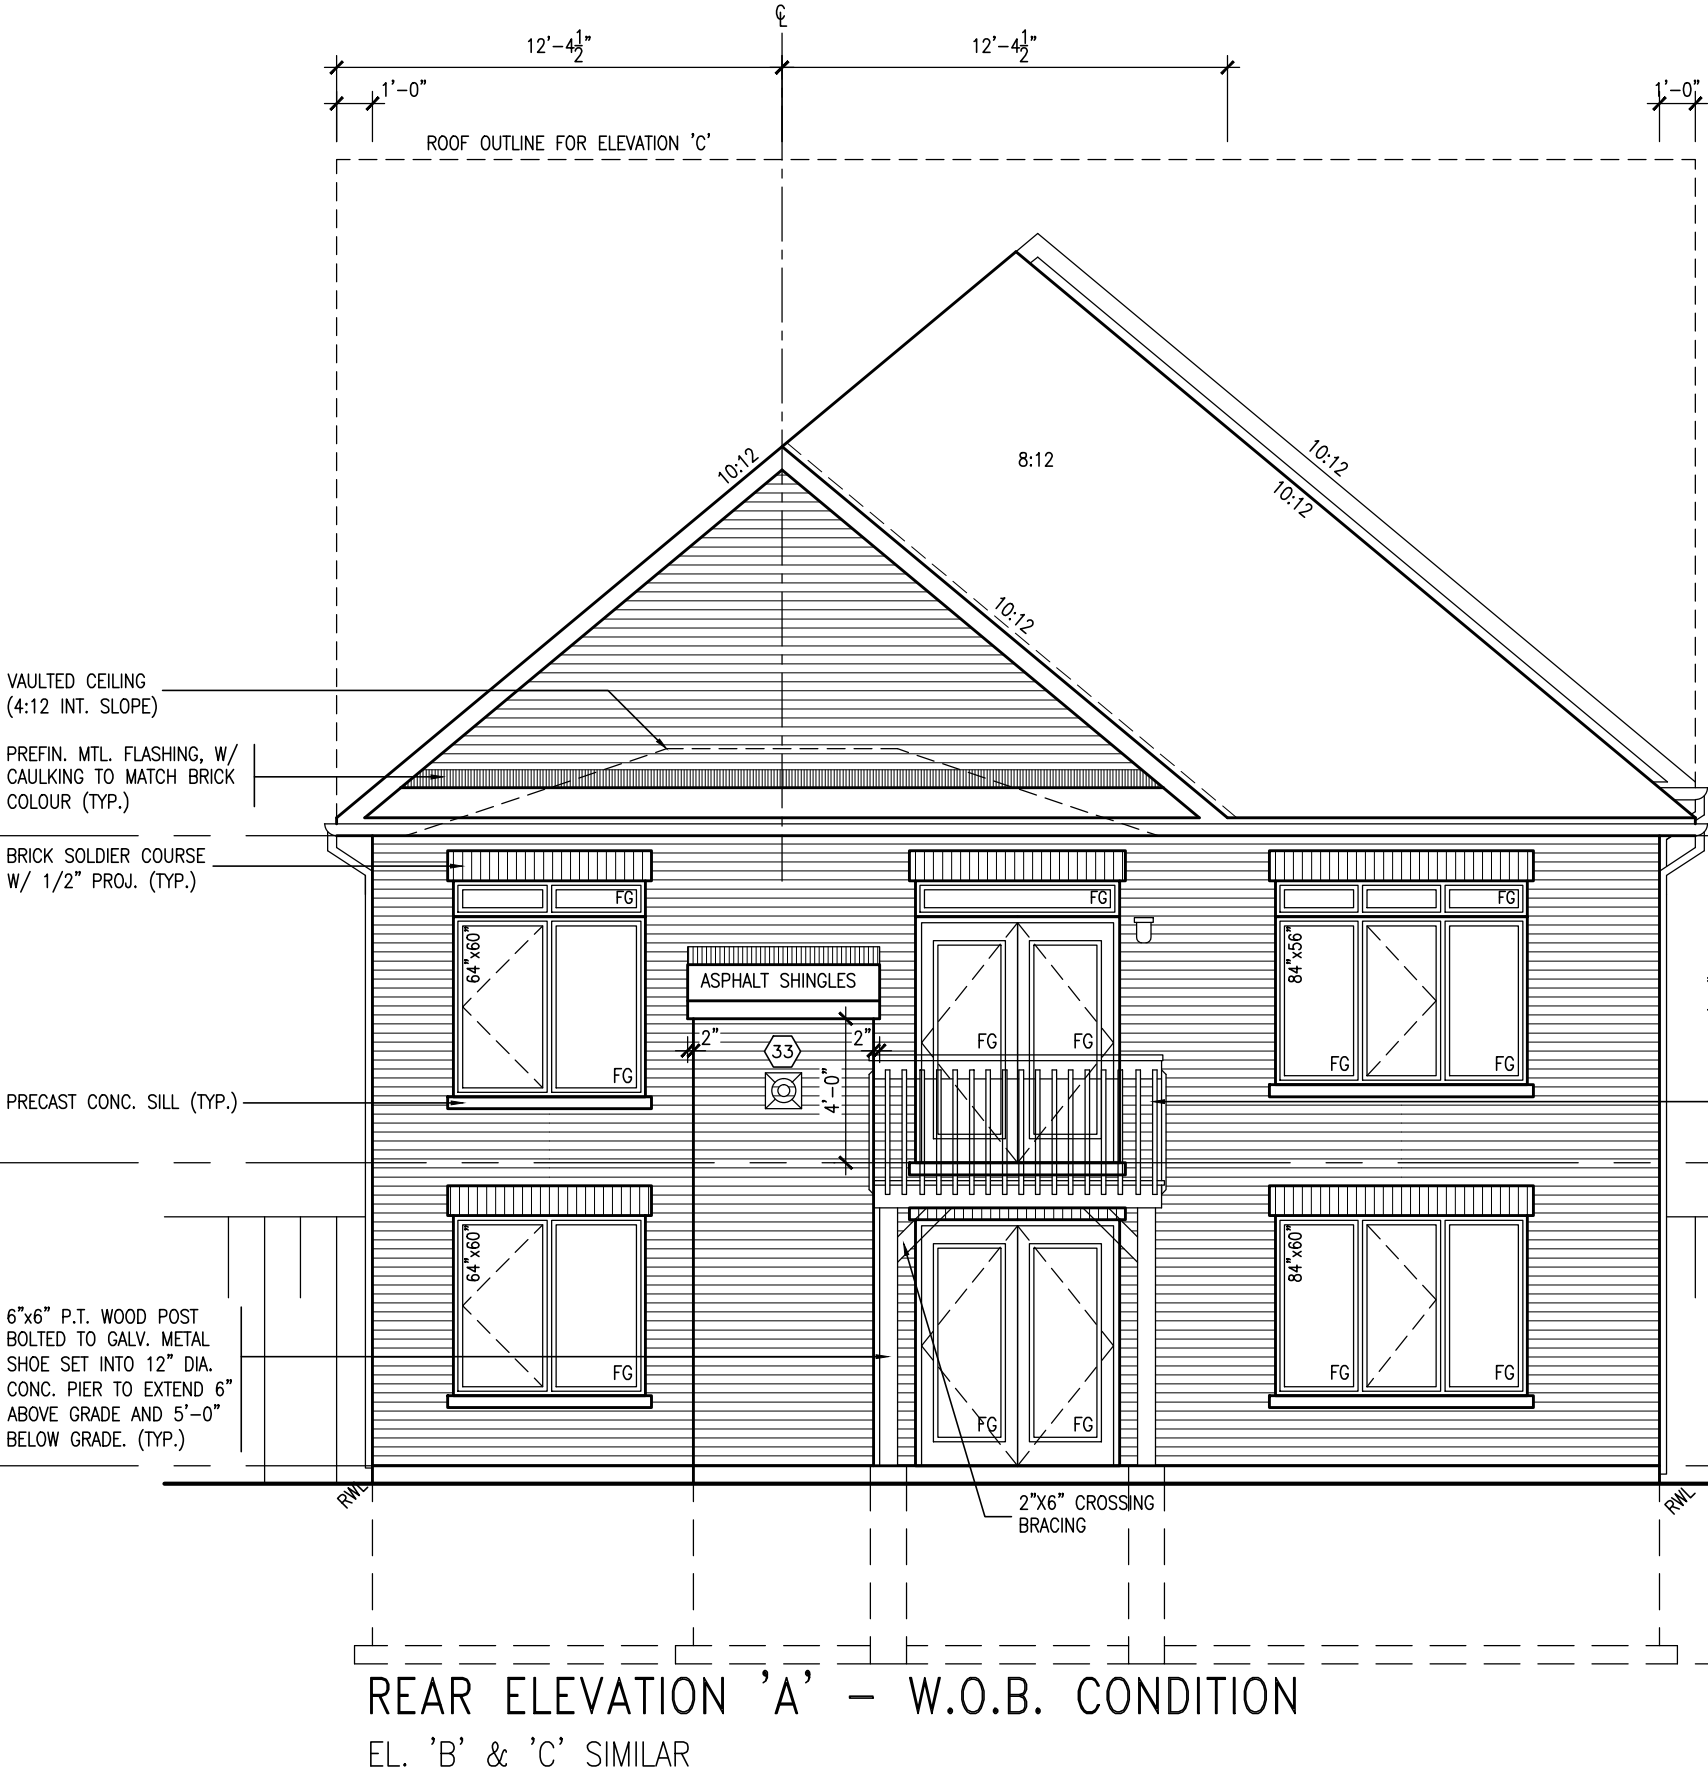 ℄
12'-4 1/2"
12'-4 1/2"
1'-0"
1'-0"
ROOF OUTLINE FOR ELEVATION 'C'
10:12
8:12
10:12
10:12
10:12
VAULTED CEILING
(4:12 INT. SLOPE)
PREFIN. MTL. FLASHING, W/
CAULKING TO MATCH BRICK
COLOUR (TYP.)
BRICK SOLDIER COURSE
W/ 1/2" PROJ. (TYP.)
FG
FG
FG
64"x60"
84"x56"
ASPHALT SHINGLES
2"
33
2"
FG
FG
FG
FG
FG
4'-0"
PRECAST CONC. SILL (TYP.)
64"x60"
84"x60"
6"x6" P.T. WOOD POST
BOLTED TO GALV. METAL
SHOE SET INTO 12" DIA.
CONC. PIER TO EXTEND 6"
ABOVE GRADE AND 5'-0"
BELOW GRADE. (TYP.)
FG
FG
FG
FG
FG
RWL
RWL
2"X6" CROSSING
BRACING
REAR ELEVATION 'A' - W.O.B. CONDITION
EL. 'B' & 'C' SIMILAR